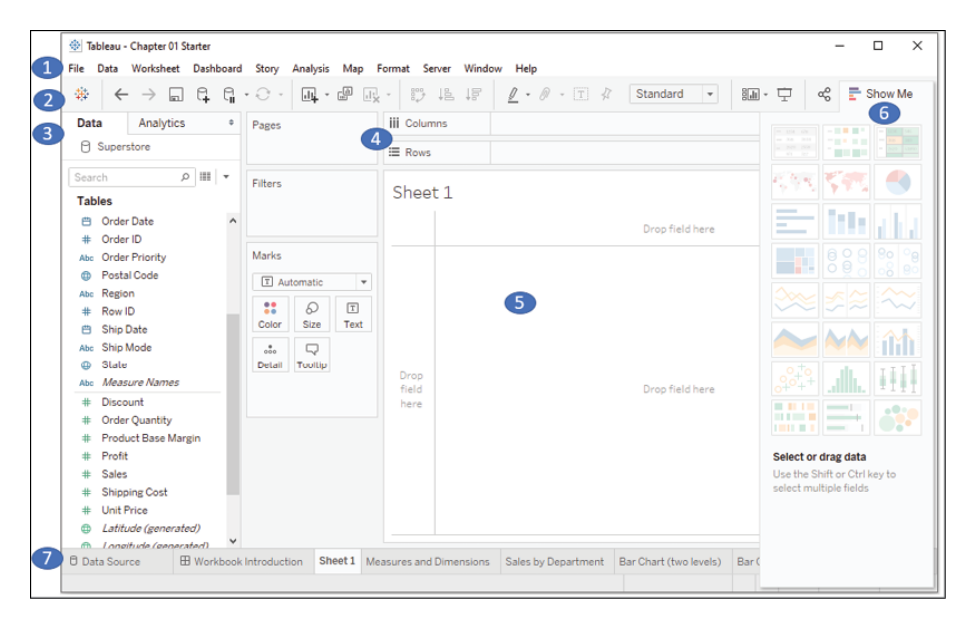 Tableau - Chapter 01 Starter
1
File Data Worksheet Dashboard Story Analysis Map Format Server Window Help
2
Standard
Show Me
6
3
Data Analytics
Superstore
Search
Tables
Order Date
Order ID
Abc Order Priority
Postal Code
Abc Region
Row ID
Ship Date
Abc Ship Mode
State
Abc Measure Names
Discount
Order Quantity
Product Base Margin
Profit
Sales
Shipping Cost
Unit Price
Latitude (generated)
Longitude (generated)
Pages
Filters
Marks
Automatic
Color Size Text
Detail Tooltip
4
Columns
Rows
Sheet 1
Drop field here
5
Drop
field
here
Drop field here
Select or drag data
Use the Shift or Ctrl key to
select multiple fields
7
Data Source Workbook Introduction Sheet 1 Measures and Dimensions Sales by Department Bar Chart (two levels) Bar